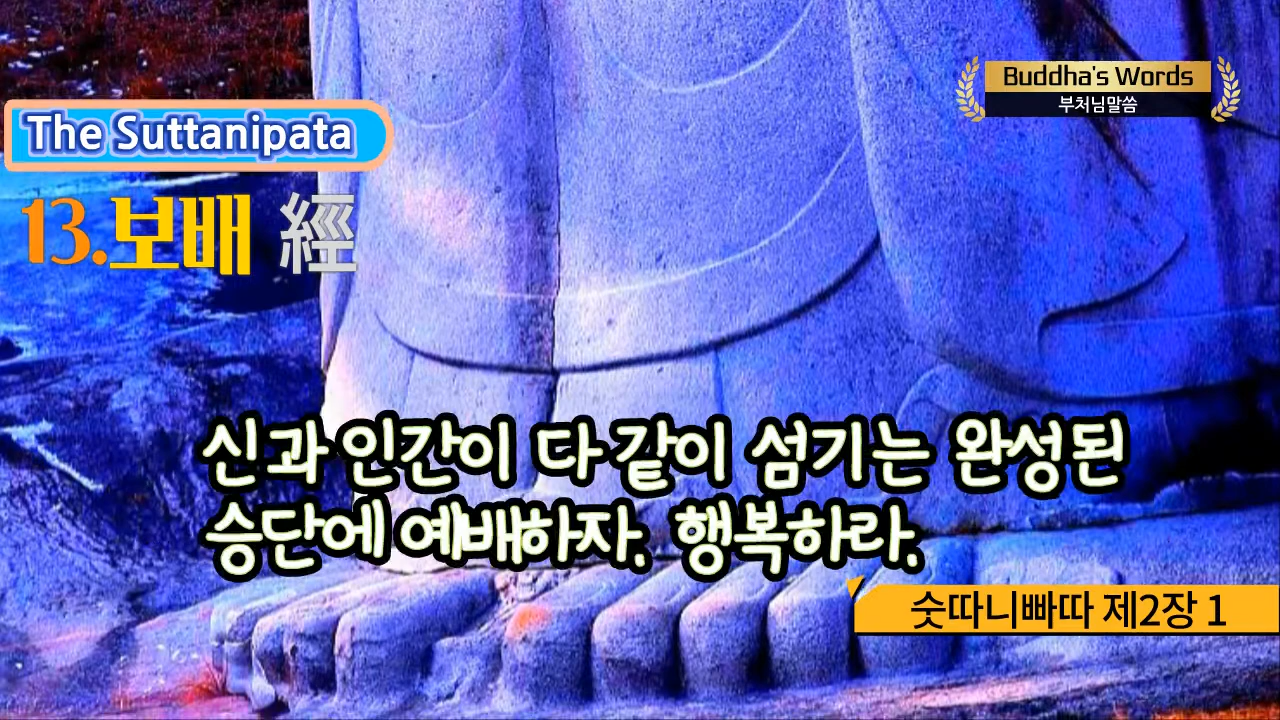 Buddha's Words
부처님말씀
The Suttanipata
13.보배 經
신과 인간이 다 같이 섬기는 완성된
승단에 예배하자. 행복하라.
숫따니빠따 제2장 1